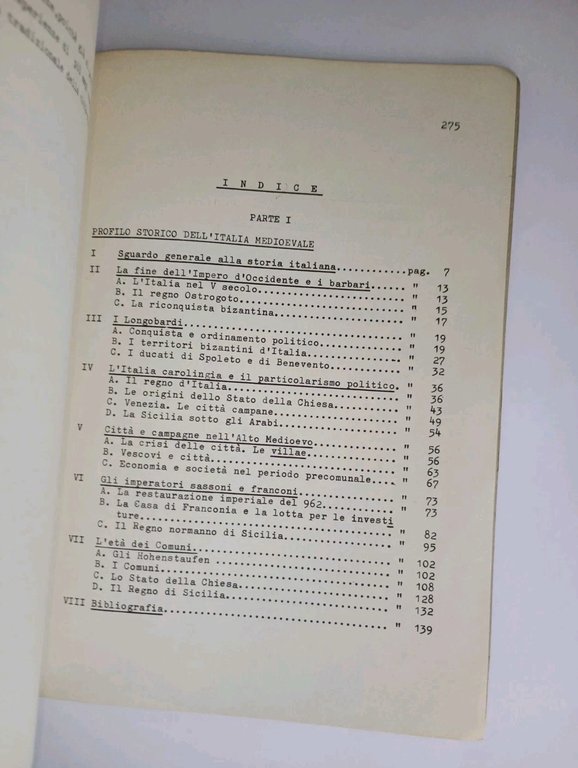 tradizionale della
275
I N D I C E
PARTE I
PROFILO STORICO DELL'ITALIA MEDIOEVALE
I Sguardo generale alla storia italiana............pag. 7
II La fine dell'Impero d'Occidente e i barbari...... " 13
A. L'Italia nel V secolo........................ " 13
B. Il regno Ostrogoto........................... " 15
C. La riconquista bizantina..................... " 17
III I Longobardi..................................... " 19
A. Conquista e ordinamento politico............. " 19
B. I territori bizantini d'Italia............... " 27
C. I ducati di Spoleto e di Benevento........... " 32
IV L'Italia carolingia e il particolarismo politico. " 36
A. Il regno d'Italia............................ " 36
B. Le origini dello Stato della Chiesa.......... " 43
C. Venezia. Le città campane.................... " 49
D. La Sicilia sotto gli Arabi................... " 54
V Città e campagne nell'Alto Medioevo.............. " 56
A. La crisi delle città. Le villae.............. " 56
B. Vescovi e città.............................. " 63
C. Economia e società nel periodo precomunale... " 67
VI Gli imperatori sassoni e franconi................ " 73
A. La restaurazione imperiale del 962........... " 73
B. La Casa di Franconia e la lotta per le investi
ture......................................... " 82
C. Il Regno normanno di Sicilia................. " 95
VII L'età dei Comuni................................. " 102
A. Gli Hohenstaufen ............................ " 102
B. I Comuni..................................... " 108
C. Lo Stato della Chiesa........................ " 128
D. Il Regno di Sicilia.......................... " 132
VIII Bibliografia..................................... " 139